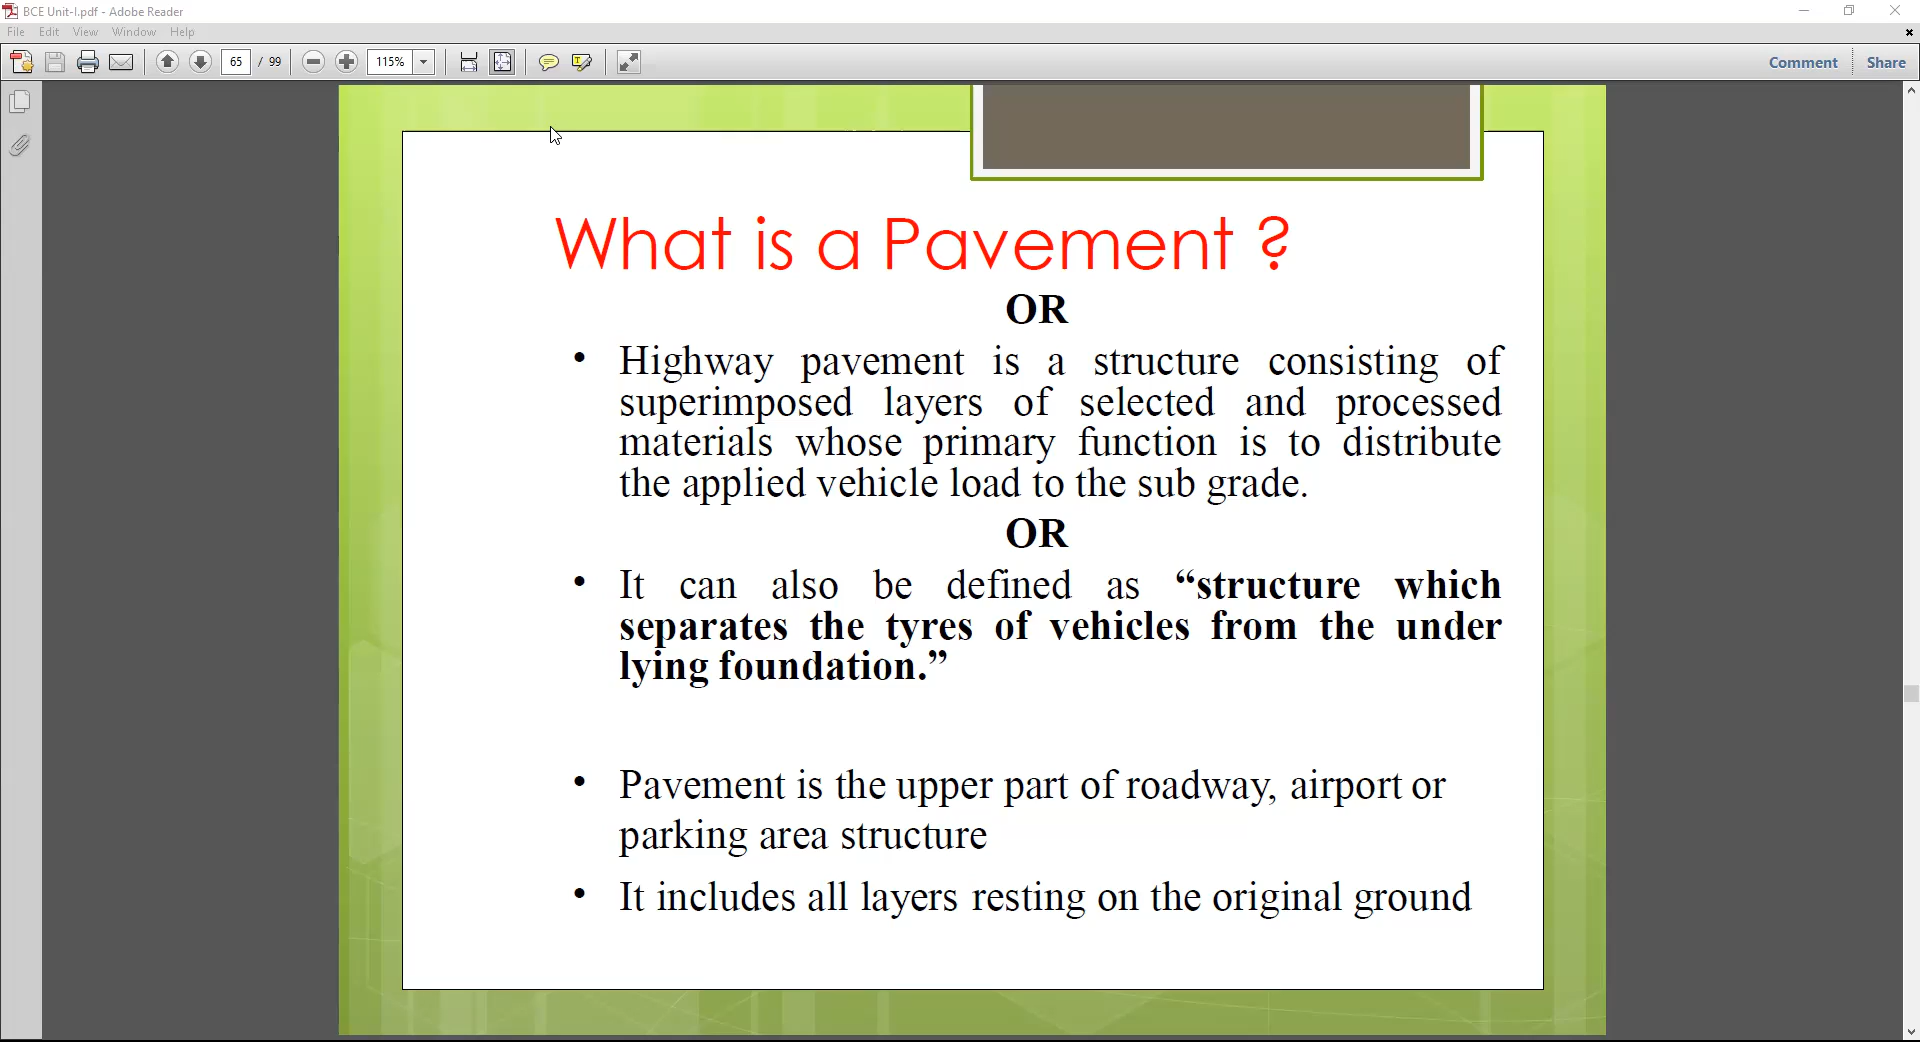 BCE Unit-I.pdf - Adobe Reader
File Edit View Window Help
65 / 99 115% Comment Share
What is a Pavement ?
OR
• Highway pavement is a structure consisting of
superimposed layers of selected and processed
materials whose primary function is to distribute
the applied vehicle load to the sub grade.
OR
• It can also be defined as “structure which
separates the tyres of vehicles from the under
lying foundation.”
• Pavement is the upper part of roadway, airport or
parking area structure
• It includes all layers resting on the original ground